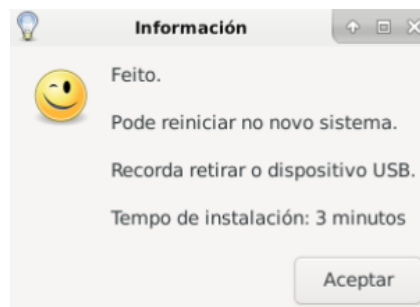 Información
Feito.
Pode reiniciar no novo sistema.
Recorda retirar o dispositivo USB.
Tempo de instalación: 3 minutos
Aceptar